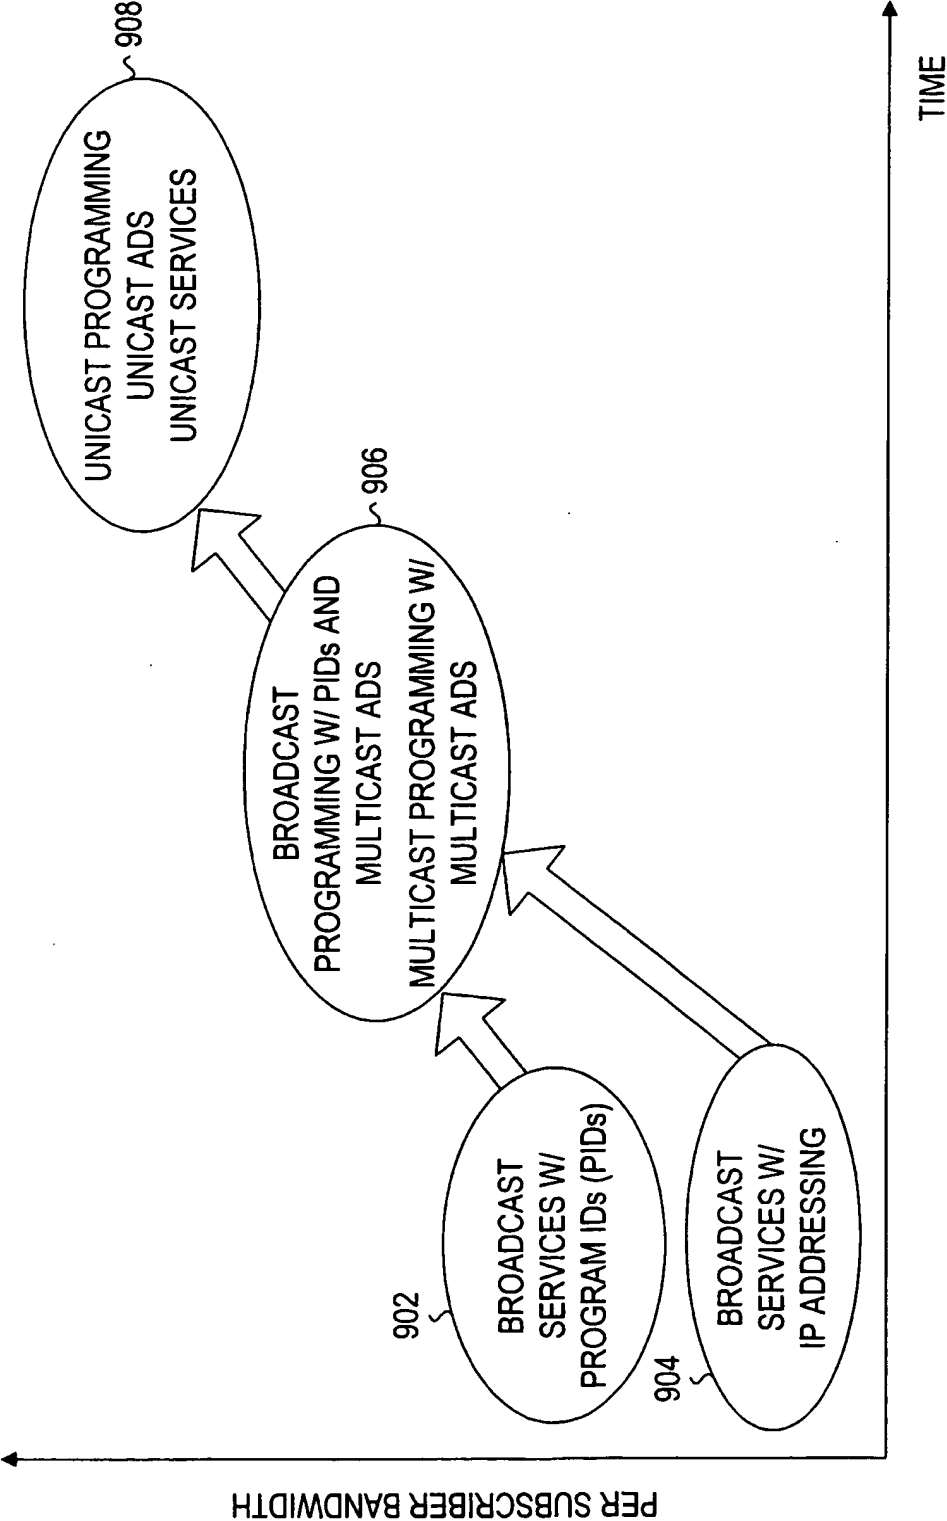 908
UNICAST PROGRAMMING
UNICAST ADS
UNICAST SERVICES
906
BROADCAST
PROGRAMMING W/ PIDs AND
MULTICAST ADS
MULTICAST PROGRAMMING W/
MULTICAST ADS
902
BROADCAST
SERVICES W/
PROGRAM IDs (PIDs)
904
BROADCAST
SERVICES W/
IP ADDRESSING
PER SUBSCRIBER BANDWIDTH
TIME